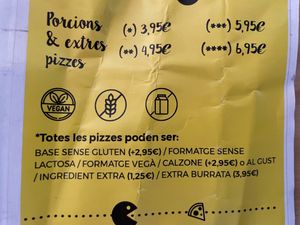 Porcions
& extres
pizzes
(*) 3,95€
(**) 4,95€
(***) 5,95€
(****) 6,95€
VEGAN
*Totes les pizzes poden ser:
BASE SENSE GLUTEN (+2,95€) / FORMATGE SENSE
LACTOSA / FORMATGE VEGÀ / CALZONE (+2,95€) o AL GUST
/ INGREDIENT EXTRA (1,25€) / EXTRA BURRATA (3,95€)